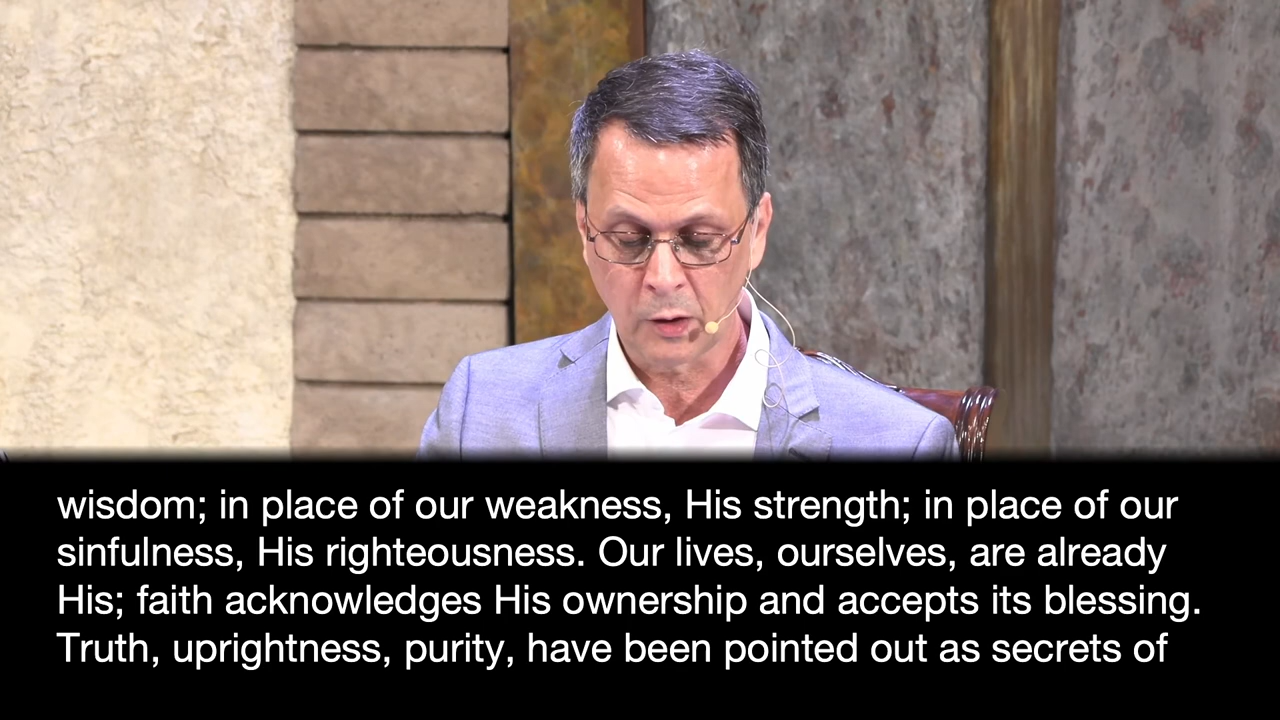 wisdom; in place of our weakness, His strength; in place of our
sinfulness, His righteousness. Our lives, ourselves, are already
His; faith acknowledges His ownership and accepts its blessing.
Truth, uprightness, purity, have been pointed out as secrets of